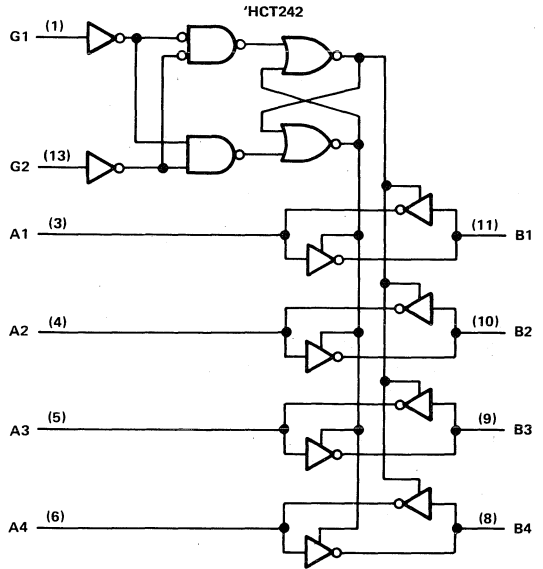 'HCT242
G1 (1)
G2 (13)
A1 (3) (11) B1
A2 (4) (10) B2
A3 (5) (9) B3
A4 (6) (8) B4